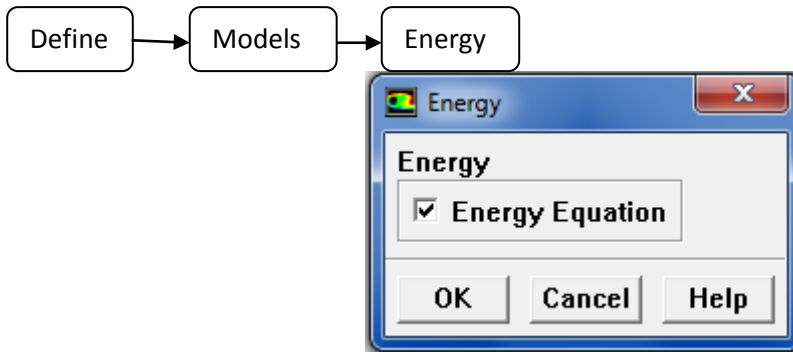 Define Models Energy
Energy
Energy
Energy Equation
OK Cancel Help